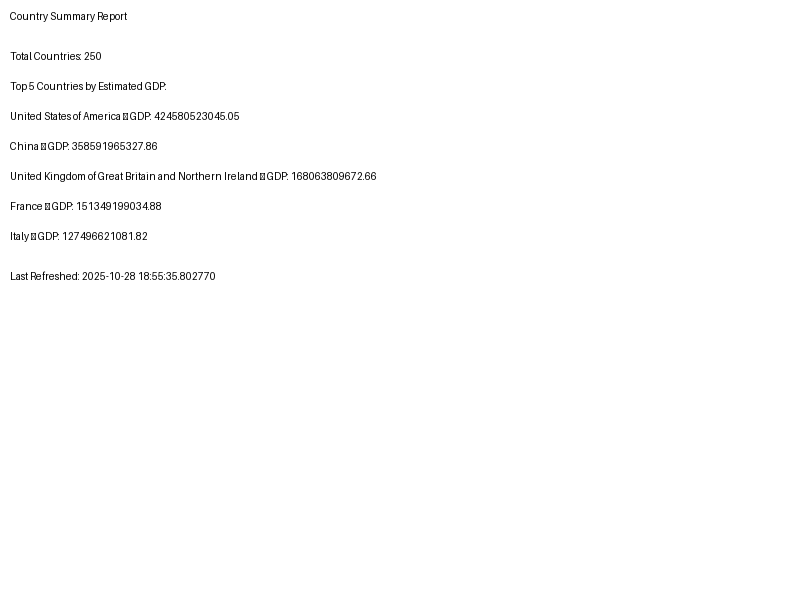 Country Summary Report
Total Countries: 250
Top 5 Countries by Estimated GDP:
United States of America □ GDP: 424580523045.05
China □ GDP: 358591965327.86
United Kingdom of Great Britain and Northern Ireland □ GDP: 168063809672.66
France □ GDP: 151349199034.88
Italy □ GDP: 127496621081.82
Last Refreshed: 2025-10-28 18:55:35.802770